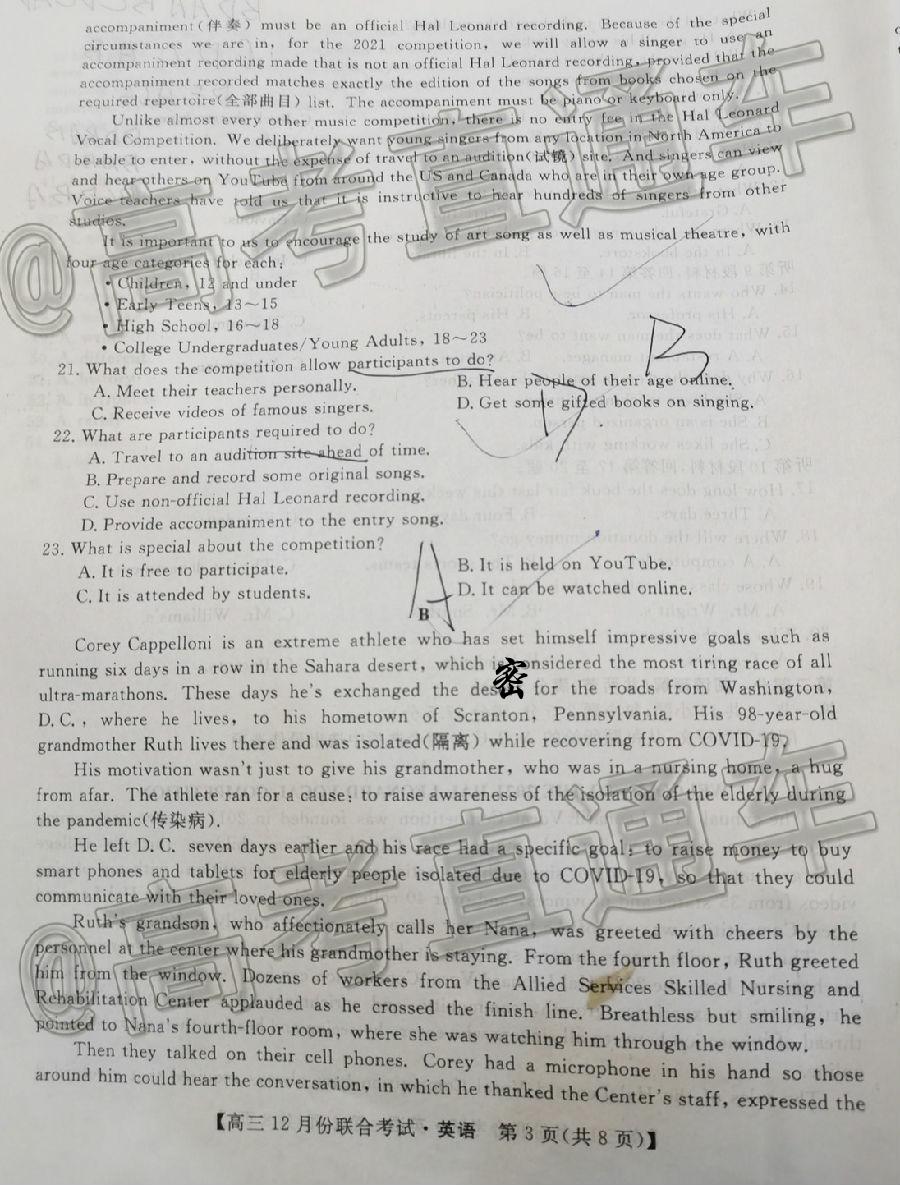 accompaniment(伴奏) must be an official Hal Leonard recording. Because of the special
circumstances we are in, for the 2021 competition, we will allow a singer to use an
accompaniment recording made that is not an official Hal Leonard recording, provided that the
accompaniment recorded matches exactly the edition of the songs from books chosen on the
required repertoire(全部曲目) list. The accompaniment must be piano or keyboard only.
Unlike almost every other music competition, there is no entry fee in the Hal Leonard
Vocal Competition. We deliberately want young singers from any location in North America to
be able to enter, without the expense of travel to an audition(试镜) site. And singers can view
and hear others on YouTube from around the US and Canada who are in their own age group.
Voice teachers have told us that it is instructive to hear hundreds of singers from other
studios.
It is important to us to encourage the study of art song as well as musical theatre, with
four age categories for each:
• Children, 12 and under
• Early Teens, 13~15
• High School, 16~18
• College Undergraduates/Young Adults, 18~23
21. What does the competition allow participants to do?
A. Meet their teachers personally. B. Hear people of their age online.
C. Receive videos of famous singers. D. Get some gifted books on singing.
22. What are participants required to do?
A. Travel to an audition site ahead of time.
B. Prepare and record some original songs.
C. Use non-official Hal Leonard recording.
D. Provide accompaniment to the entry song.
23. What is special about the competition?
A. It is free to participate. B. It is held on YouTube.
C. It is attended by students. D. It can be watched online.
B
D
A
B
Corey Cappelloni is an extreme athlete who has set himself impressive goals such as
running six days in a row in the Sahara desert, which is considered the most tiring race of all
ultra-marathons. These days he's exchanged the desert for the roads from Washington,
密
D.C., where he lives, to his hometown of Scranton, Pennsylvania. His 98-year-old
grandmother Ruth lives there and was isolated(隔离) while recovering from COVID-19.
His motivation wasn't just to give his grandmother, who was in a nursing home, a hug
from afar. The athlete ran for a cause: to raise awareness of the isolation of the elderly during
the pandemic(传染病).
He left D.C. seven days earlier and his race had a specific goal: to raise money to buy
smart phones and tablets for elderly people isolated due to COVID-19, so that they could
communicate with their loved ones.
Ruth's grandson, who affectionately calls her Nana, was greeted with cheers by the
personnel at the center where his grandmother is staying. From the fourth floor, Ruth greeted
him from the window. Dozens of workers from the Allied Services Skilled Nursing and
Rehabilitation Center applauded as he crossed the finish line. Breathless but smiling, he
pointed to Nana's fourth-floor room, where she was watching him through the window.
Then they talked on their cell phones. Corey had a microphone in his hand so those
around him could hear the conversation, in which he thanked the Center's staff, expressed the
【高三12月份联合考试·英语 第3页(共8页)】
@高考直通车
@高考直通车